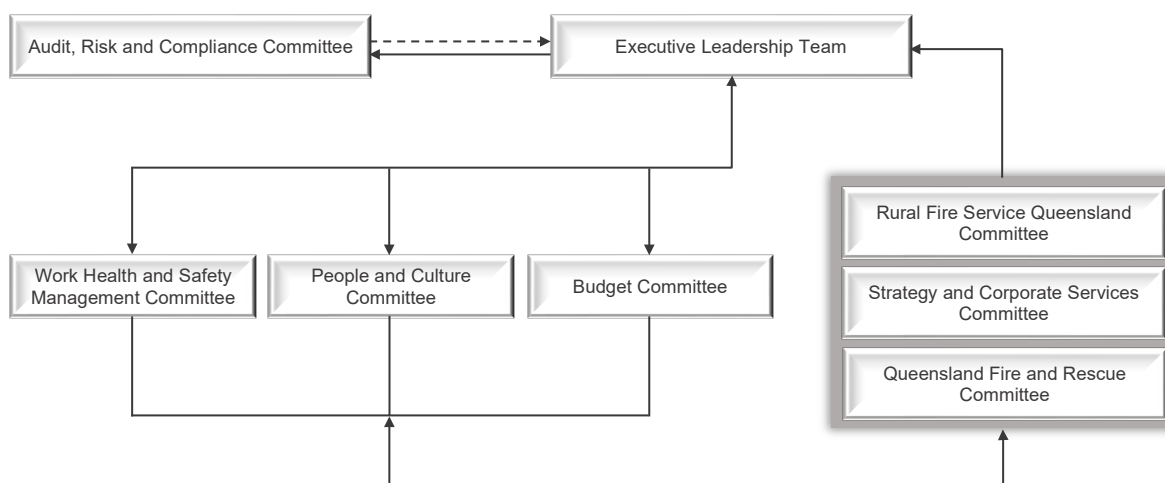 Audit, Risk and Compliance Committee
Executive Leadership Team
Rural Fire Service Queensland
Committee
Work Health and Safety
Management Committee
People and Culture
Committee
Budget Committee
Strategy and Corporate Services
Committee
Queensland Fire and Rescue
Committee